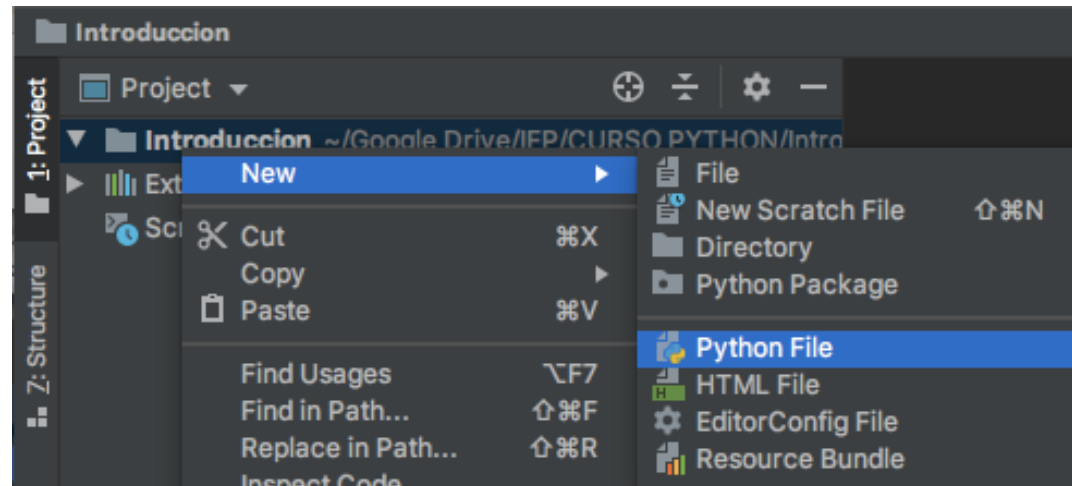 Introduccion
1: Project
Project
Introduccion ~/Google Drive/IFP/CURSO PYTHON/Intro
Ext
Scr
New
Cut ⌘X
Copy
Paste ⌘V
Find Usages ⌥F7
Find in Path... ⇧⌘F
Replace in Path... ⇧⌘R
Inspect Code
File
New Scratch File ⇧⌘N
Directory
Python Package
Python File
HTML File
EditorConfig File
Resource Bundle
Z: Structure